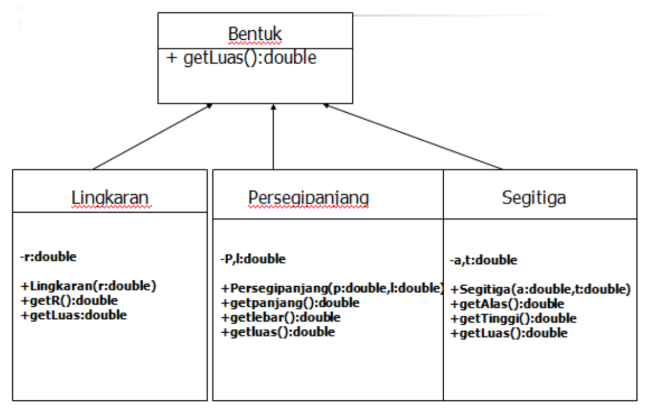 Bentuk
+ getLuas():double
Lingkaran
-r:double
+Lingkaran(r:double)
+getR():double
+getLuas:double
Persegipanjang
-P,l:double
+Persegipanjang(p:double,l:double)
+getpanjang():double
+getlebar():double
+getluas():double
Segitiga
-a,t:double
+Segitiga(a:double,t:double)
+getAlas():double
+getTinggi():double
+getLuas():double